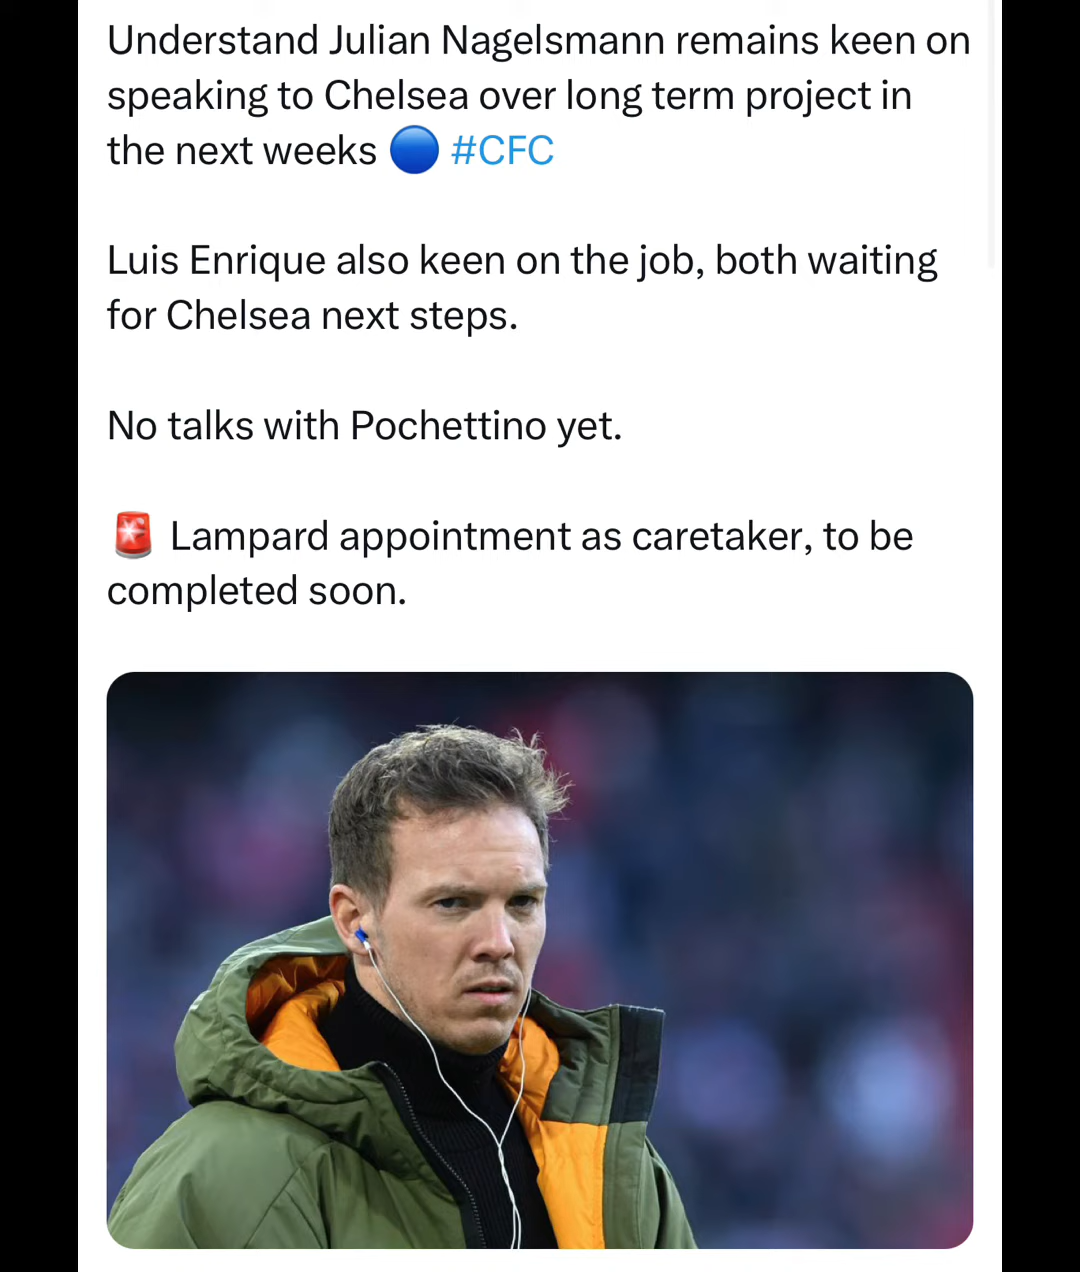 Understand Julian Nagelsmann remains keen on
speaking to Chelsea over long term project in
the next weeks 🔵 #CFC
Luis Enrique also keen on the job, both waiting
for Chelsea next steps.
No talks with Pochettino yet.
🚨 Lampard appointment as caretaker, to be
completed soon.